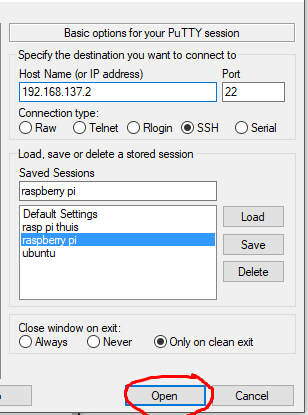 Basic options for your PuTTY session
Specify the destination you want to connect to
Host Name (or IP address) Port
192.168.137.2 22
Connection type:
Raw Telnet Rlogin SSH Serial
Load, save or delete a stored session
Saved Sessions
raspberry pi
Default Settings Load
rasp pi thuis
raspberry pi Save
ubuntu
Delete
Close window on exit:
Always Never Only on clean exit
Open Cancel